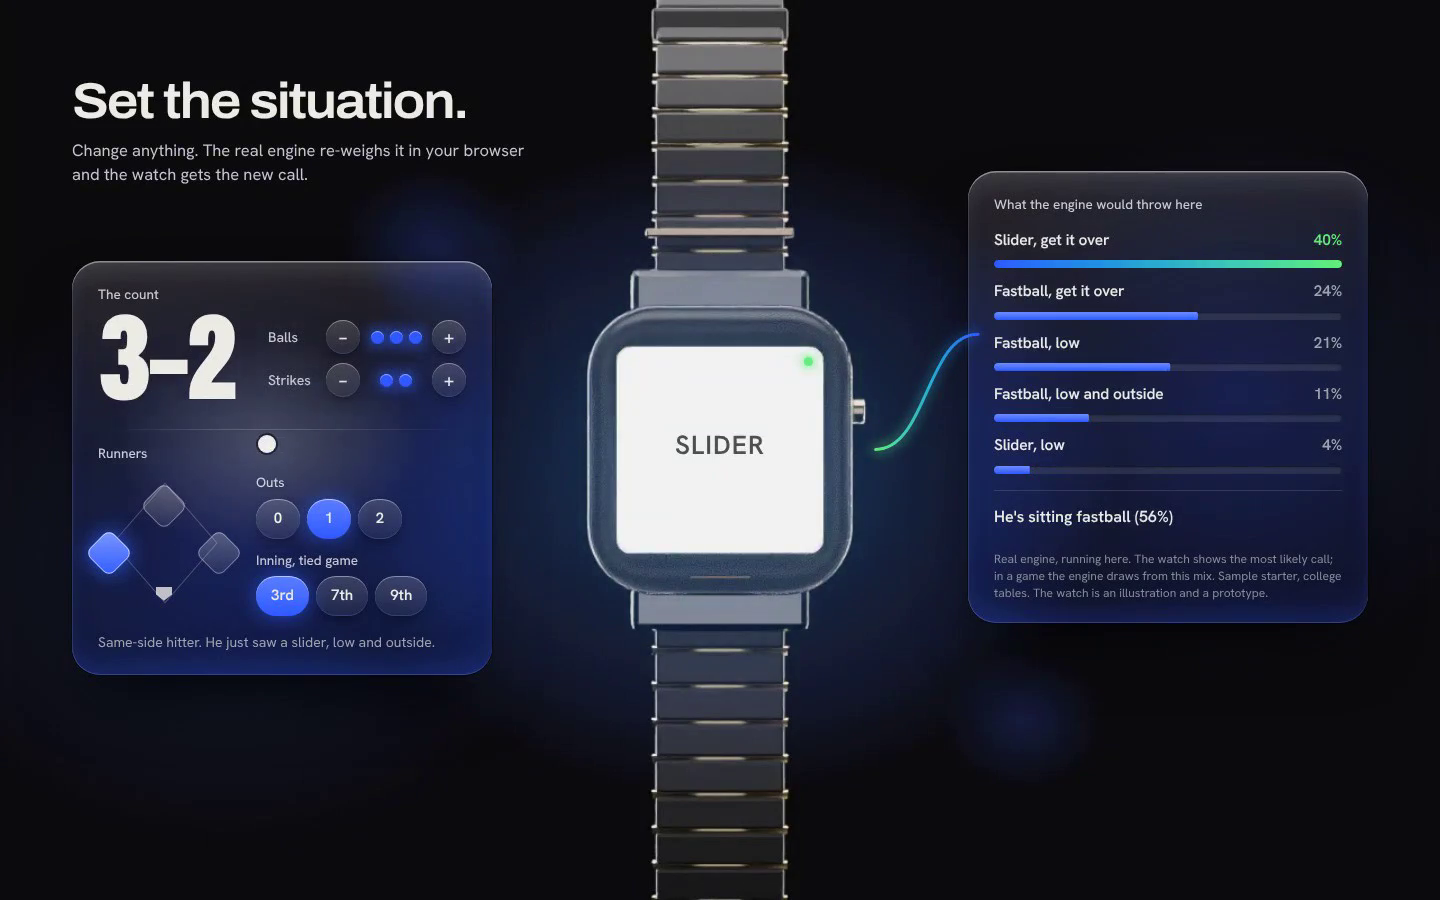 Set the situation.
Change anything. The real engine re-weighs it in your browser
and the watch gets the new call.
The count
3–2
Balls
–
+
Strikes
–
+
Runners
Outs
0
1
2
Inning, tied game
3rd
7th
9th
Same-side hitter. He just saw a slider, low and outside.
SLIDER
What the engine would throw here
Slider, get it over 40%
Fastball, get it over 24%
Fastball, low 21%
Fastball, low and outside 11%
Slider, low 4%
He's sitting fastball (56%)
Real engine, running here. The watch shows the most likely call;
in a game the engine draws from this mix. Sample starter, college
tables. The watch is an illustration and a prototype.